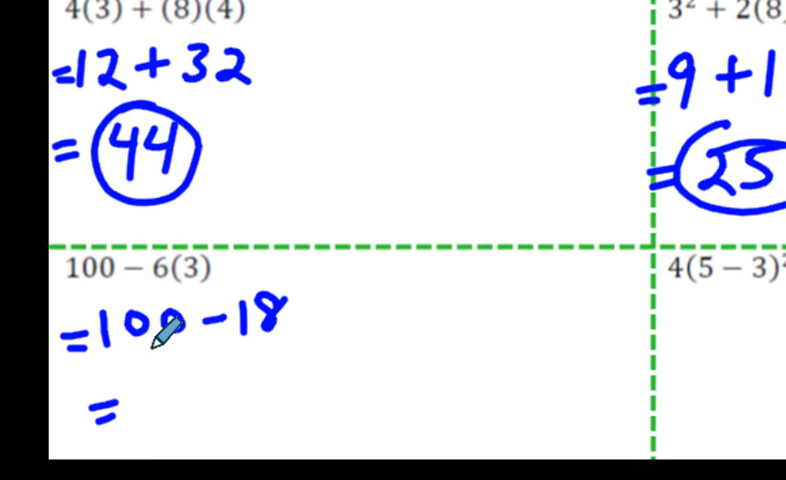 4(3) + (8)(4)
=12+32
= 44
3² + 2(8
=9+1
=25
100 − 6(3)
=100-18
=
4(5 − 3)²